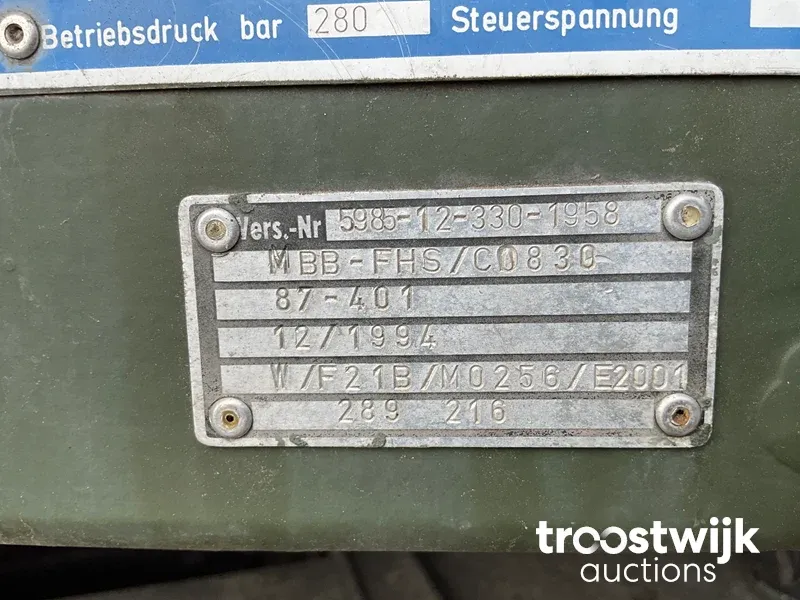 Betriebsdruck bar 280 Steuerspannung
Vers.-Nr 5985-12-330-1958
MBB-FHS/C0830
87-401
12/1994
W/F21B/M0256/E2001
289 216
troostwijk
auctions